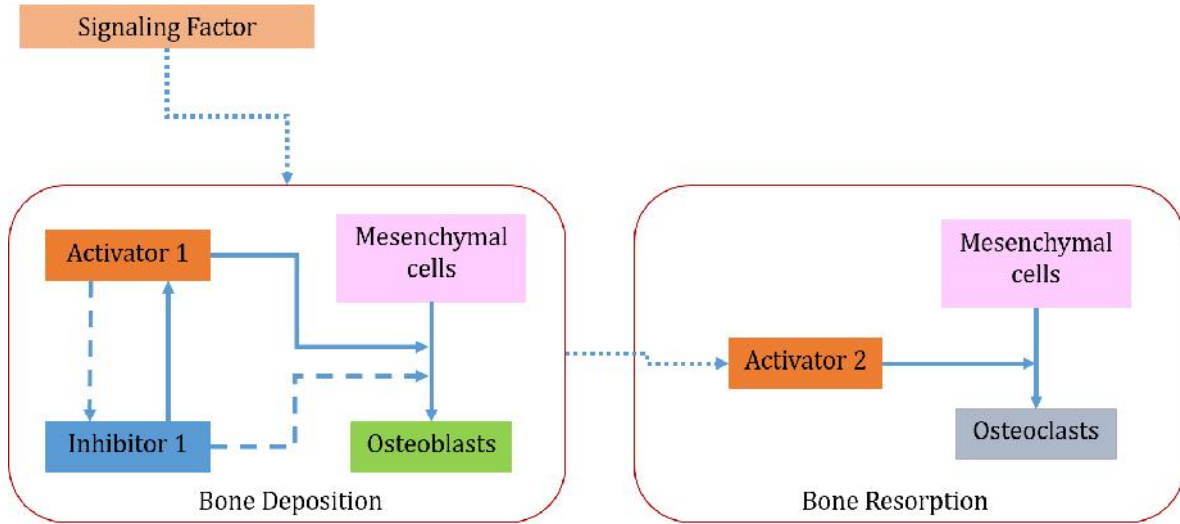 Signaling Factor
Activator 1
Mesenchymal
cells
Inhibitor 1
Osteoblasts
Bone Deposition
Mesenchymal
cells
Activator 2
Osteoclasts
Bone Resorption